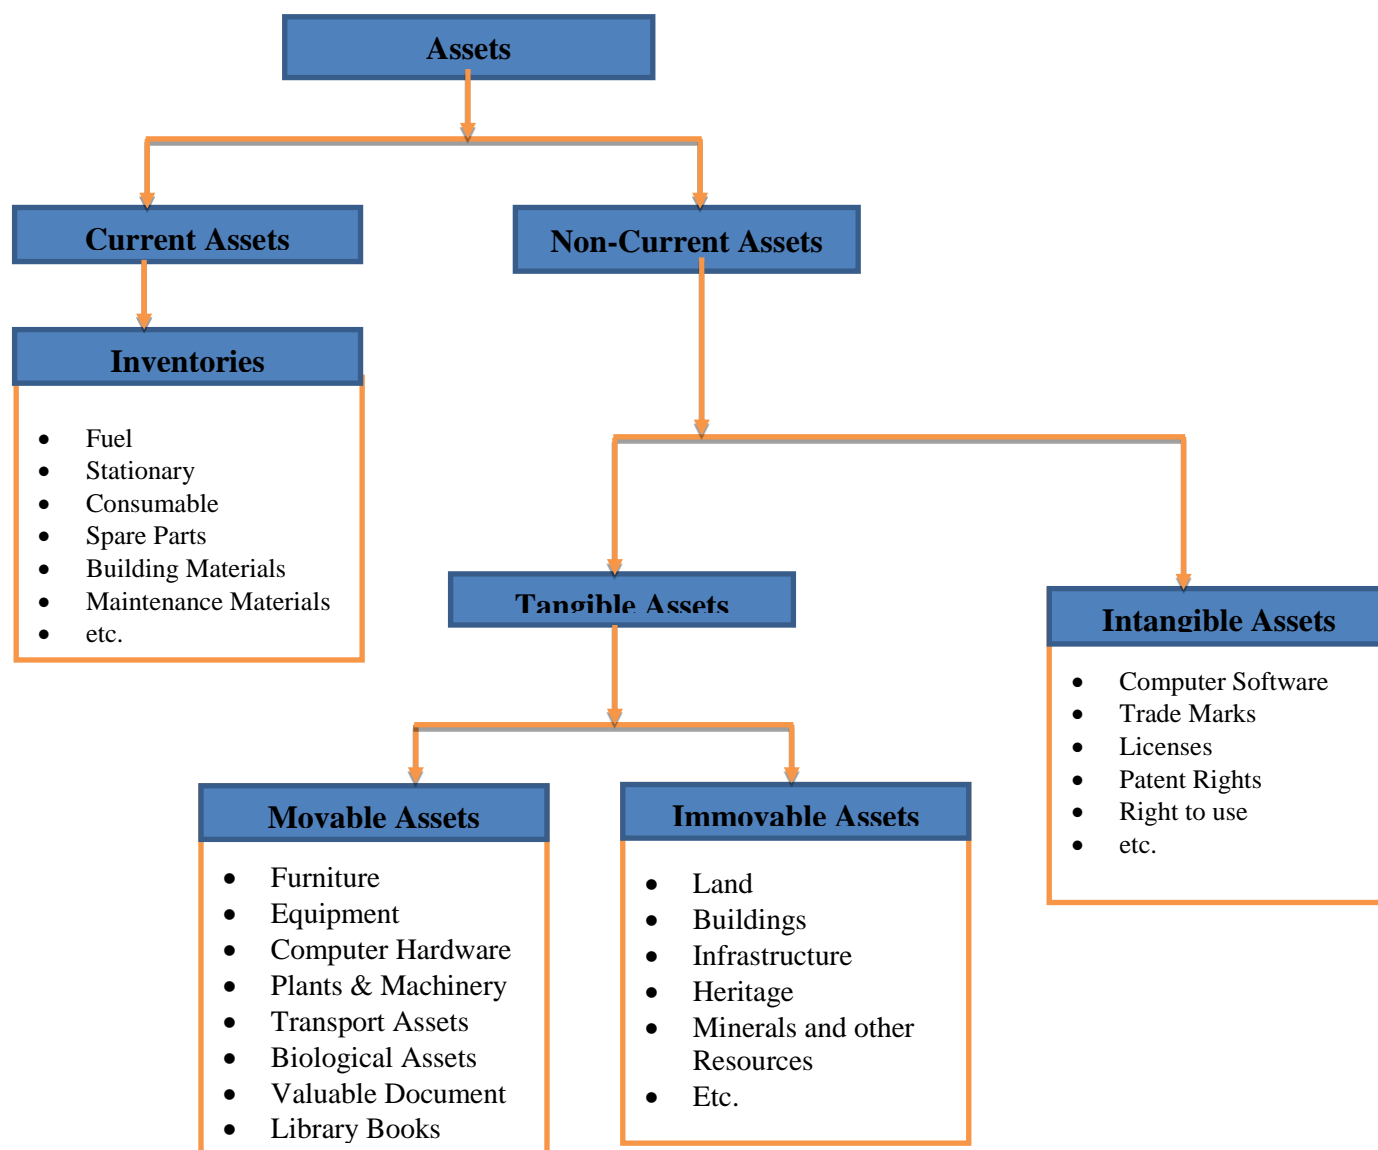 Assets
Current Assets
Non-Current Assets
Inventories
• Fuel
• Stationary
• Consumable
• Spare Parts
• Building Materials
• Maintenance Materials
• etc.
Tangible Assets
Intangible Assets
• Computer Software
• Trade Marks
• Licenses
• Patent Rights
• Right to use
• etc.
Movable Assets
• Furniture
• Equipment
• Computer Hardware
• Plants & Machinery
• Transport Assets
• Biological Assets
• Valuable Document
• Library Books
Immovable Assets
• Land
• Buildings
• Infrastructure
• Heritage
• Minerals and other
Resources
• Etc.